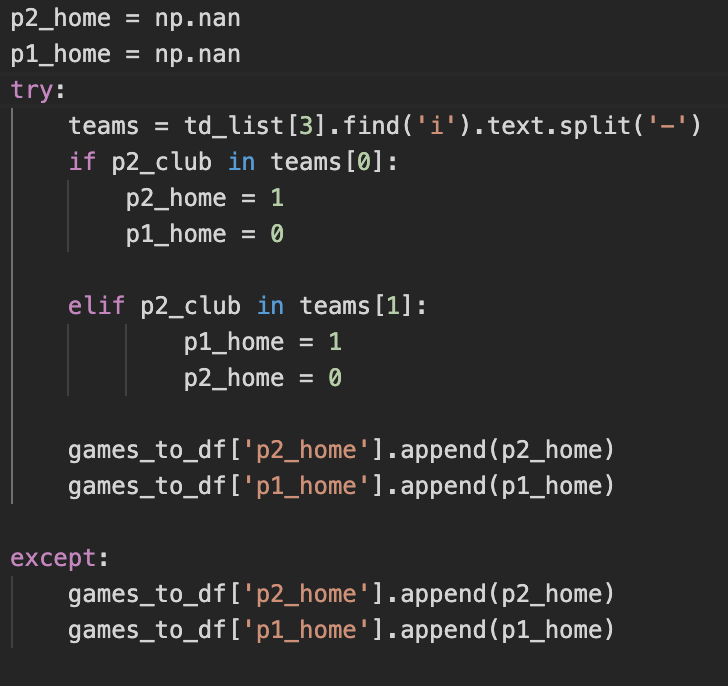 p2_home = np.nan
p1_home = np.nan
try:
    teams = td_list[3].find('i').text.split('-')
    if p2_club in teams[0]:
        p2_home = 1
        p1_home = 0

    elif p2_club in teams[1]:
            p1_home = 1
            p2_home = 0

    games_to_df['p2_home'].append(p2_home)
    games_to_df['p1_home'].append(p1_home)

except:
    games_to_df['p2_home'].append(p2_home)
    games_to_df['p1_home'].append(p1_home)